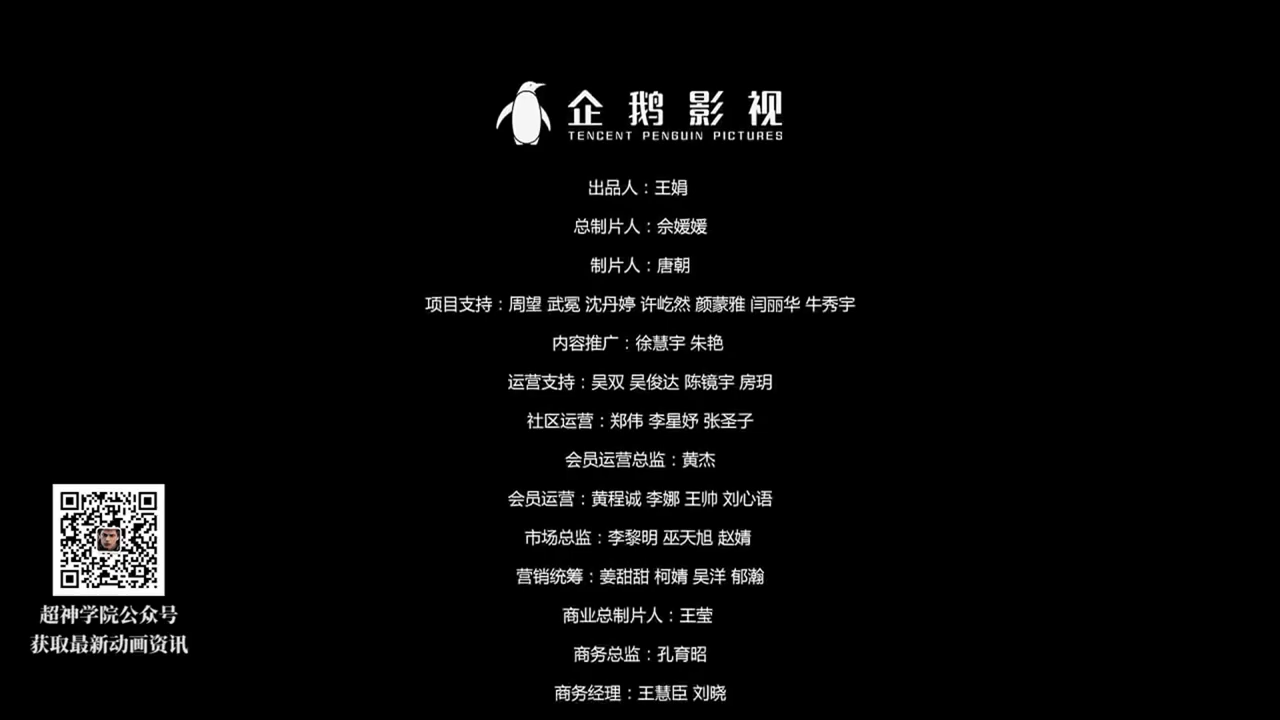 企鹅影视
TENCENT PENGUIN PICTURES
出品人：王娟
总制片人：佘媛媛
制片人：唐朝
项目支持：周望 武冕 沈丹婷 许屹然 颜蒙雅 闫丽华 牛秀宇
内容推广：徐慧宇 朱艳
运营支持：吴双 吴俊达 陈镜宇 房玥
社区运营：郑伟 李星妤 张圣子
会员运营总监：黄杰
会员运营：黄程诚 李娜 王帅 刘心语
市场总监：李黎明 巫天旭 赵婧
营销统筹：姜甜甜 柯婧 吴洋 郁瀚
商业总制片人：王莹
商务总监：孔育昭
商务经理：王慧臣 刘晓
超神学院公众号
获取最新动画资讯